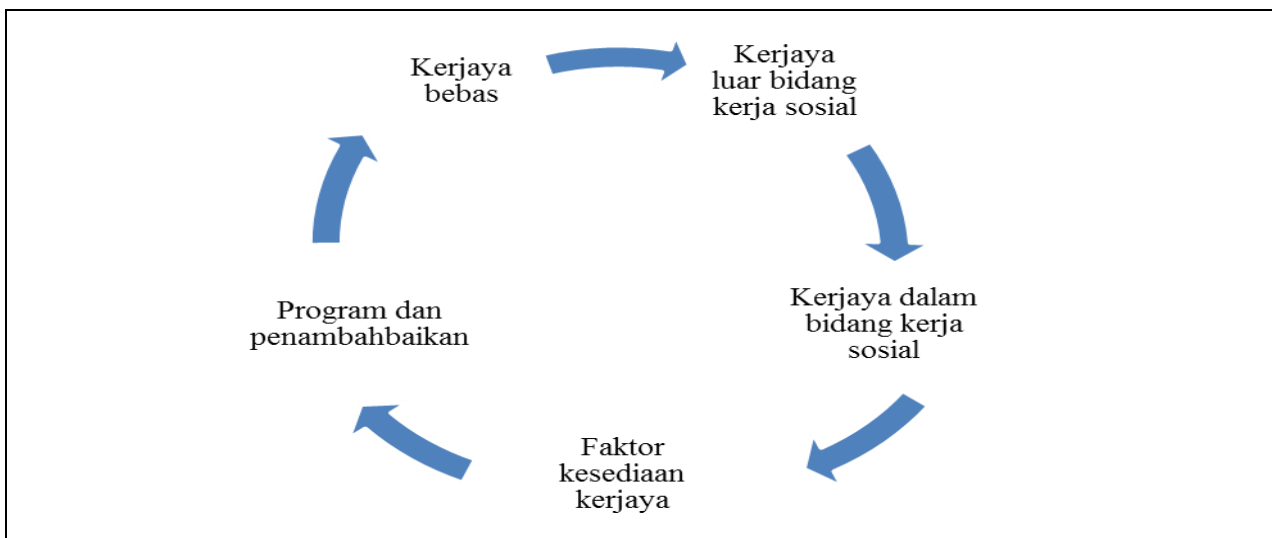 Kerjaya
bebas
Kerjaya
luar bidang
kerja sosial
Kerjaya dalam
bidang kerja
sosial
Faktor
kesediaan
kerjaya
Program dan
penambahbaikan